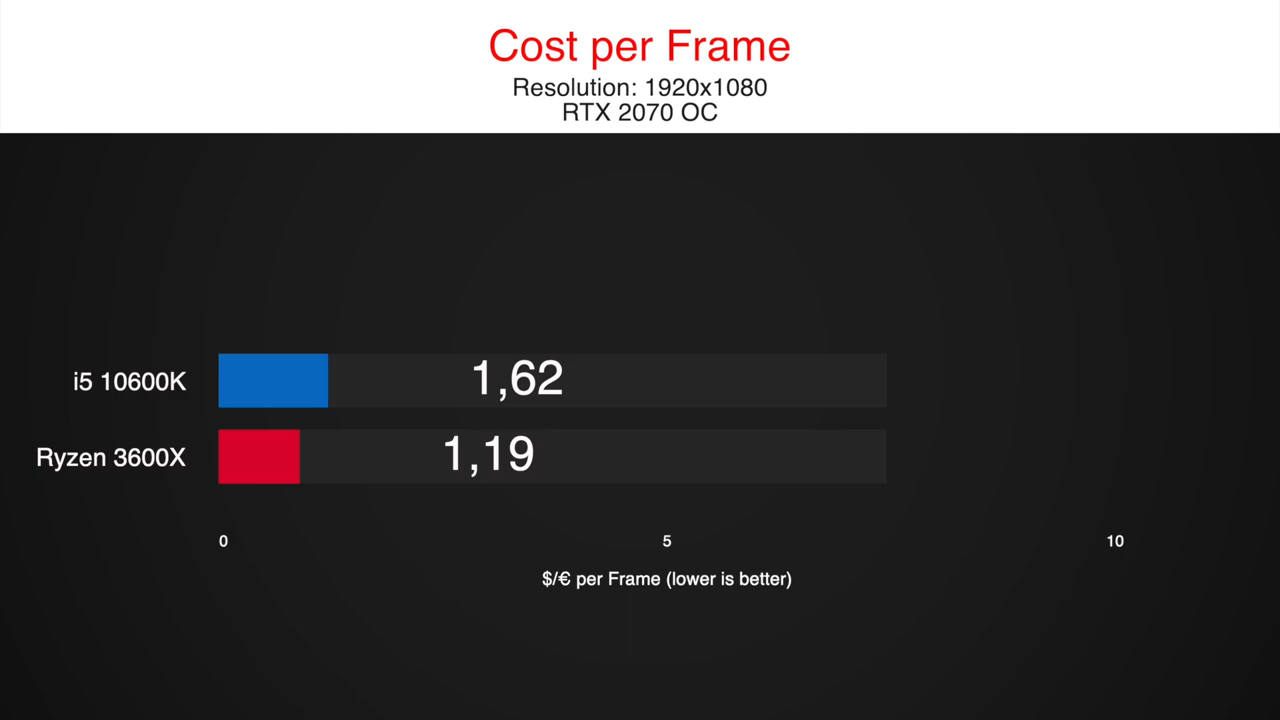 Cost per Frame
Resolution: 1920x1080
RTX 2070 OC
i5 10600K 1,62
Ryzen 3600X 1,19
0 5 10
$/€ per Frame (lower is better)